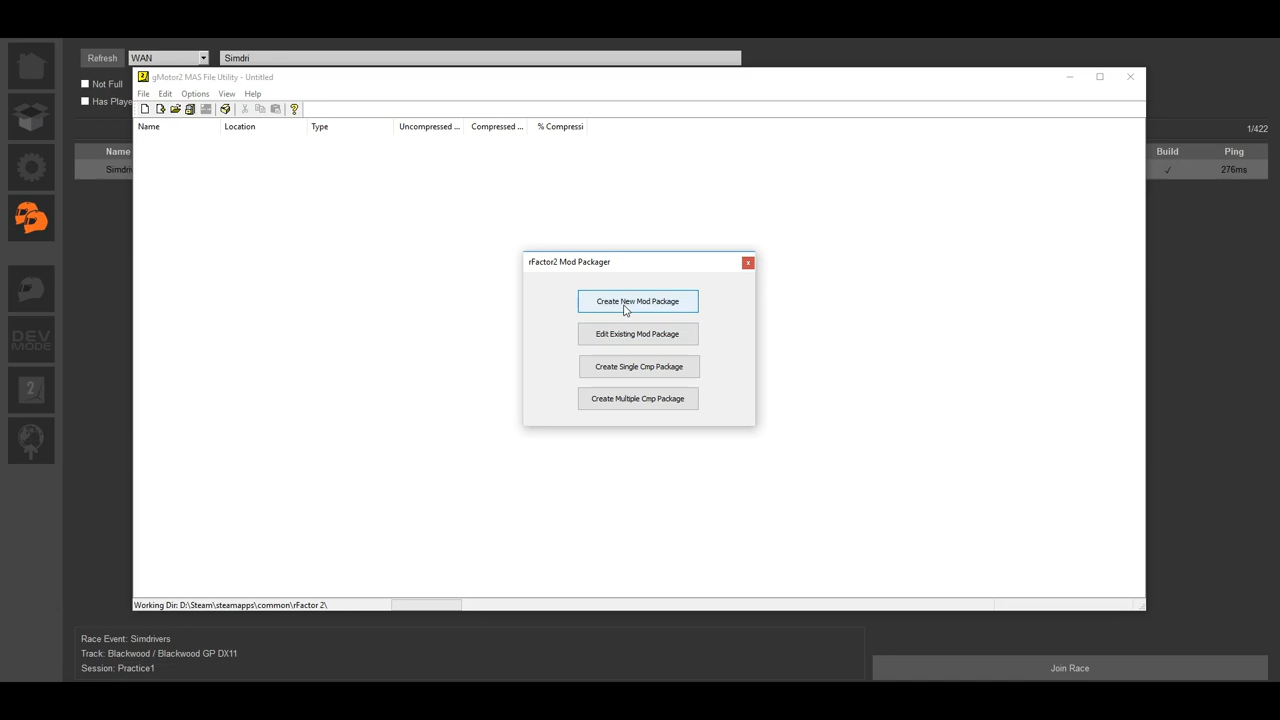 Refresh WAN Simdri
gMotor2 MAS File Utility - Untitled
Not Full
File Edit Options View Help
Has Playe
Name Location Type Uncompressed ... Compressed ... % Compressi
1/422
Name Build Ping
Simdri ✓ 276ms
rFactor2 Mod Packager
Create New Mod Package
Edit Existing Mod Package
DEV
MODE
Create Single Cmp Package
2
Create Multiple Cmp Package
Working Dir: D:\Steam\steamapps\common\rFactor 2\
Race Event: Simdrivers
Track: Blackwood / Blackwood GP DX11
Session: Practice1
Join Race